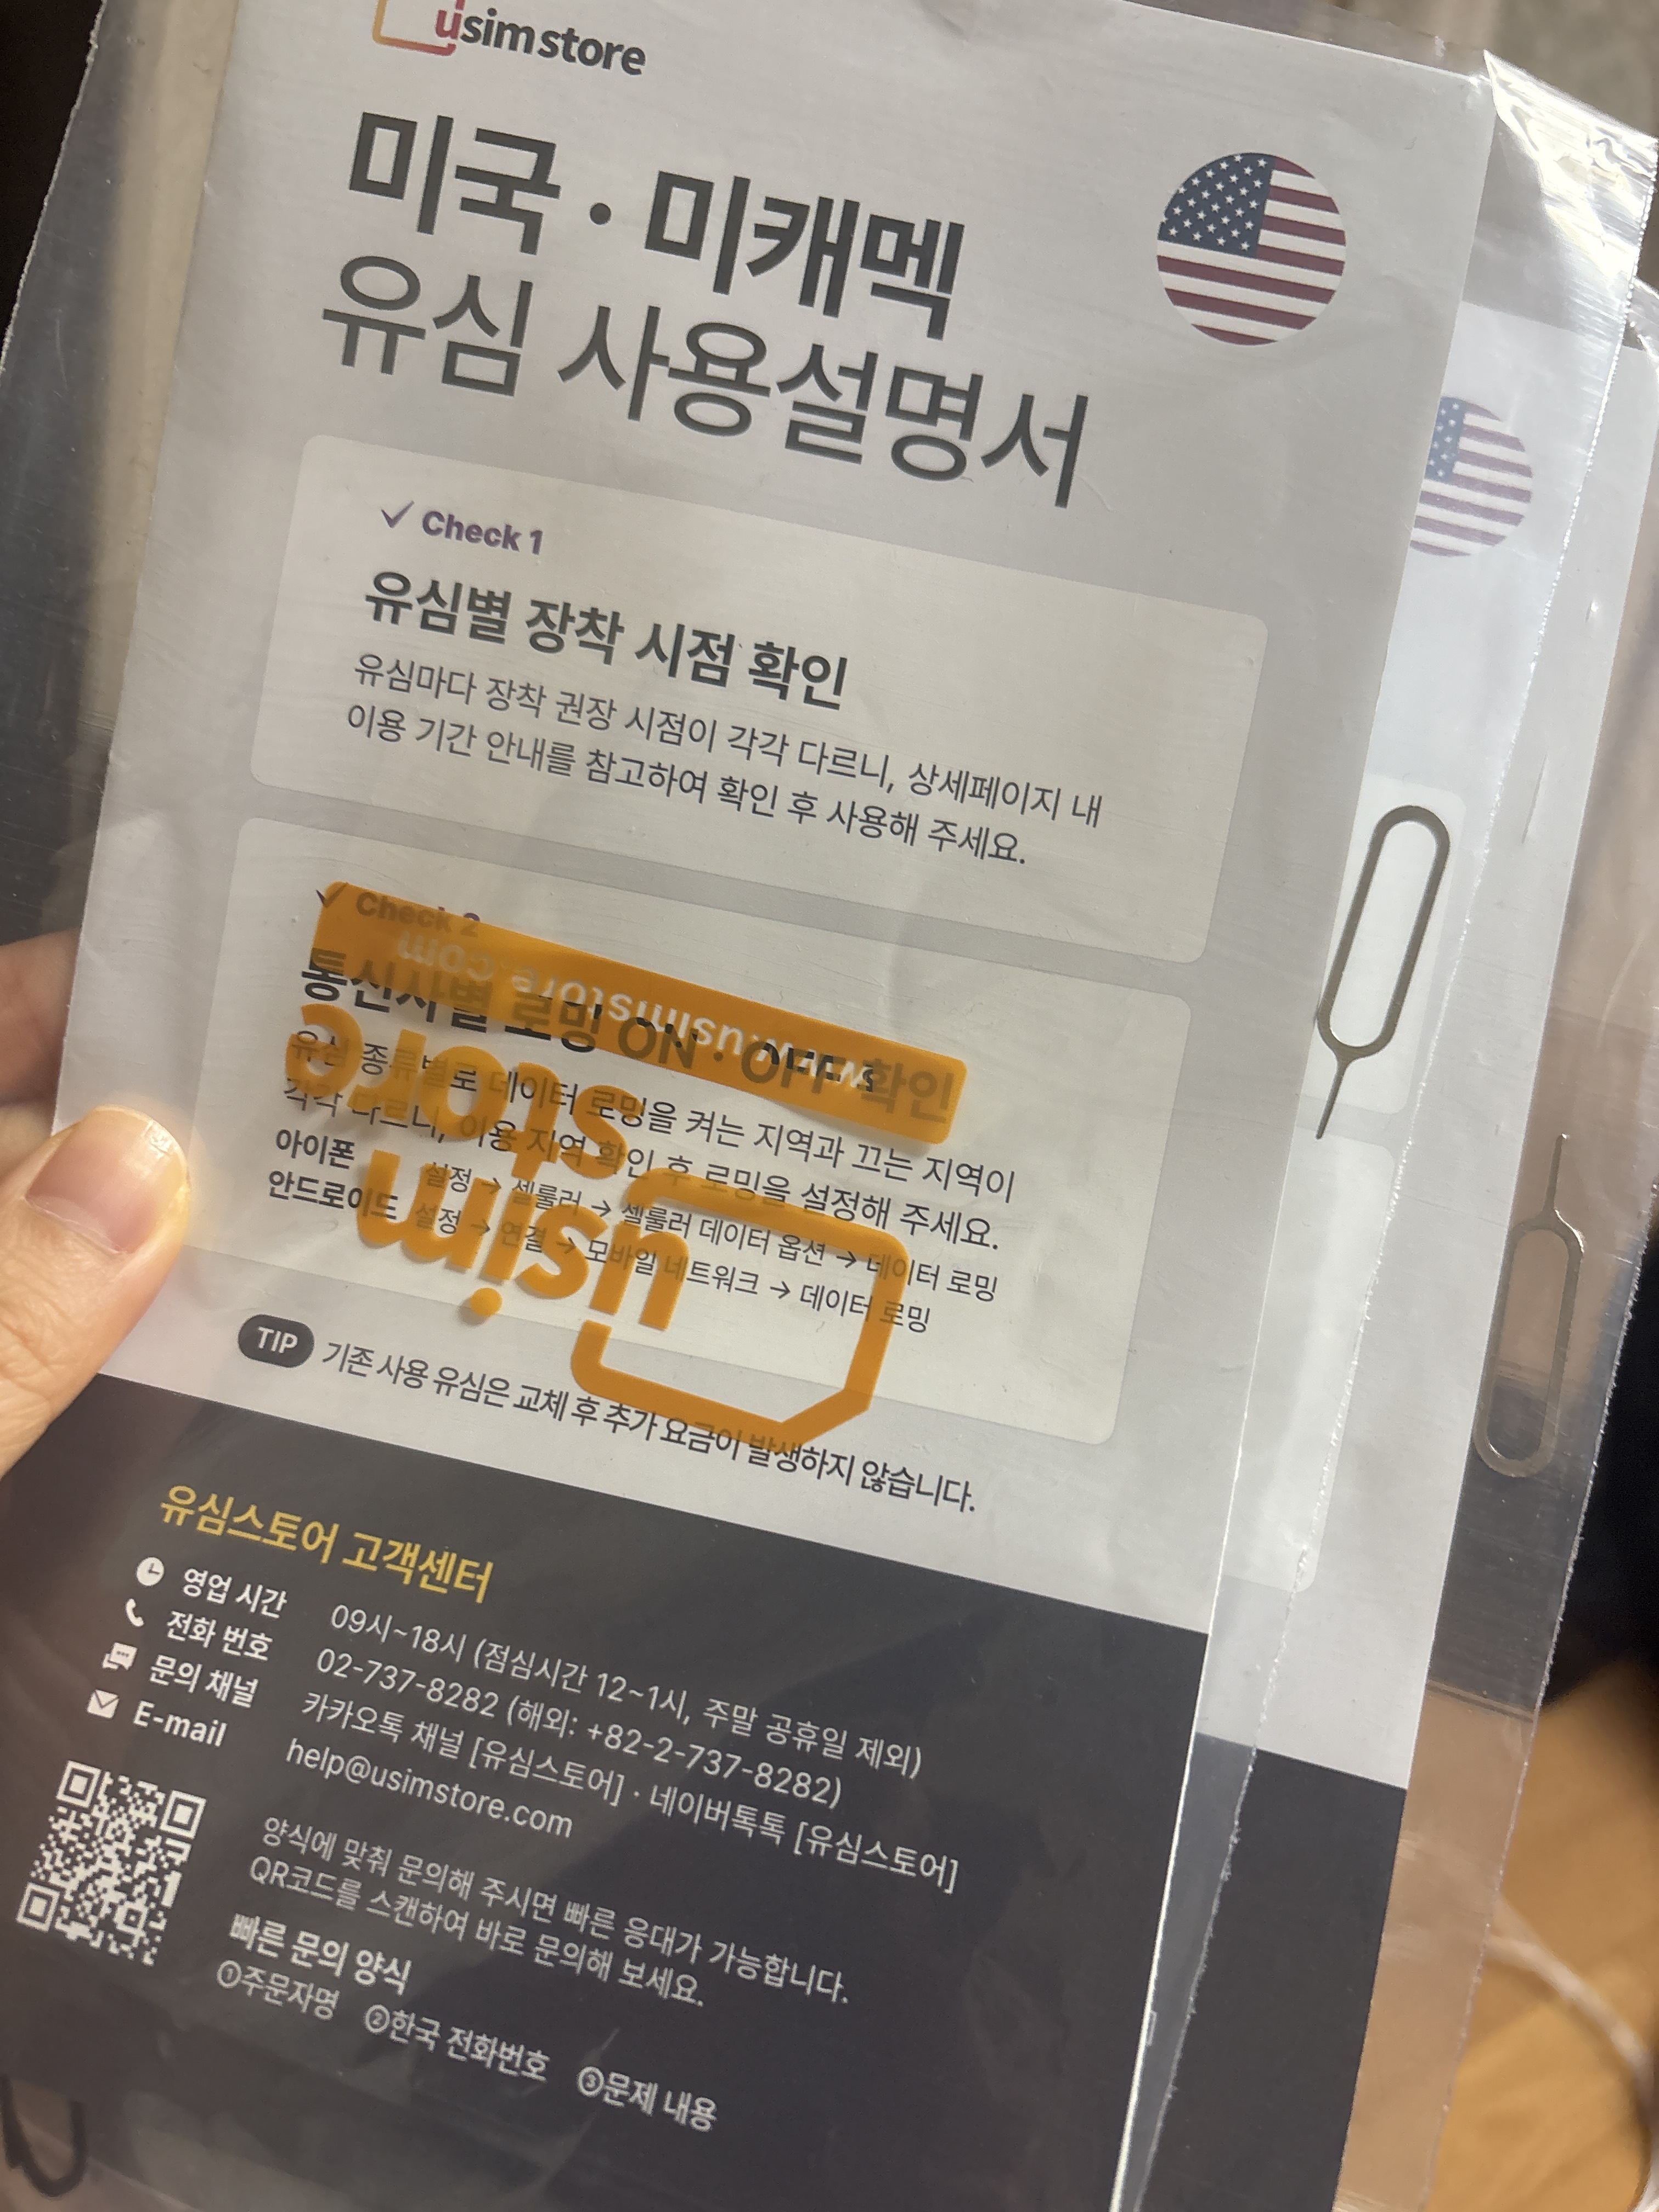 usimstore
미국 · 미캐멕
유심 사용설명서
✓ Check 1
유심별 장착 시점 확인
유심마다 장착 권장 시점이 각각 다르니, 상세페이지 내
이용 기간 안내를 참고하여 확인 후 사용해 주세요.
✓ Check 2
통신사별 로밍 ON · OFF 확인
유심 종류별로 데이터 로밍을 켜는 지역과 끄는 지역이
각각 다르니, 이용 지역 확인 후 로밍을 설정해 주세요.
아이폰 설정 → 셀룰러 → 셀룰러 데이터 옵션 → 데이터 로밍
안드로이드 설정 → 연결 → 모바일 네트워크 → 데이터 로밍
www.usimstore.com
usim
store
TIP 기존 사용 유심은 교체 후 추가 요금이 발생하지 않습니다.
유심스토어 고객센터
영업 시간 09시~18시 (점심시간 12~1시, 주말 공휴일 제외)
전화 번호 02-737-8282 (해외: +82-2-737-8282)
문의 채널 카카오톡 채널 [유심스토어] · 네이버톡톡 [유심스토어]
E-mail help@usimstore.com
양식에 맞춰 문의해 주시면 빠른 응대가 가능합니다.
QR코드를 스캔하여 바로 문의해 보세요.
빠른 문의 양식
①주문자명 ②한국 전화번호 ③문제 내용